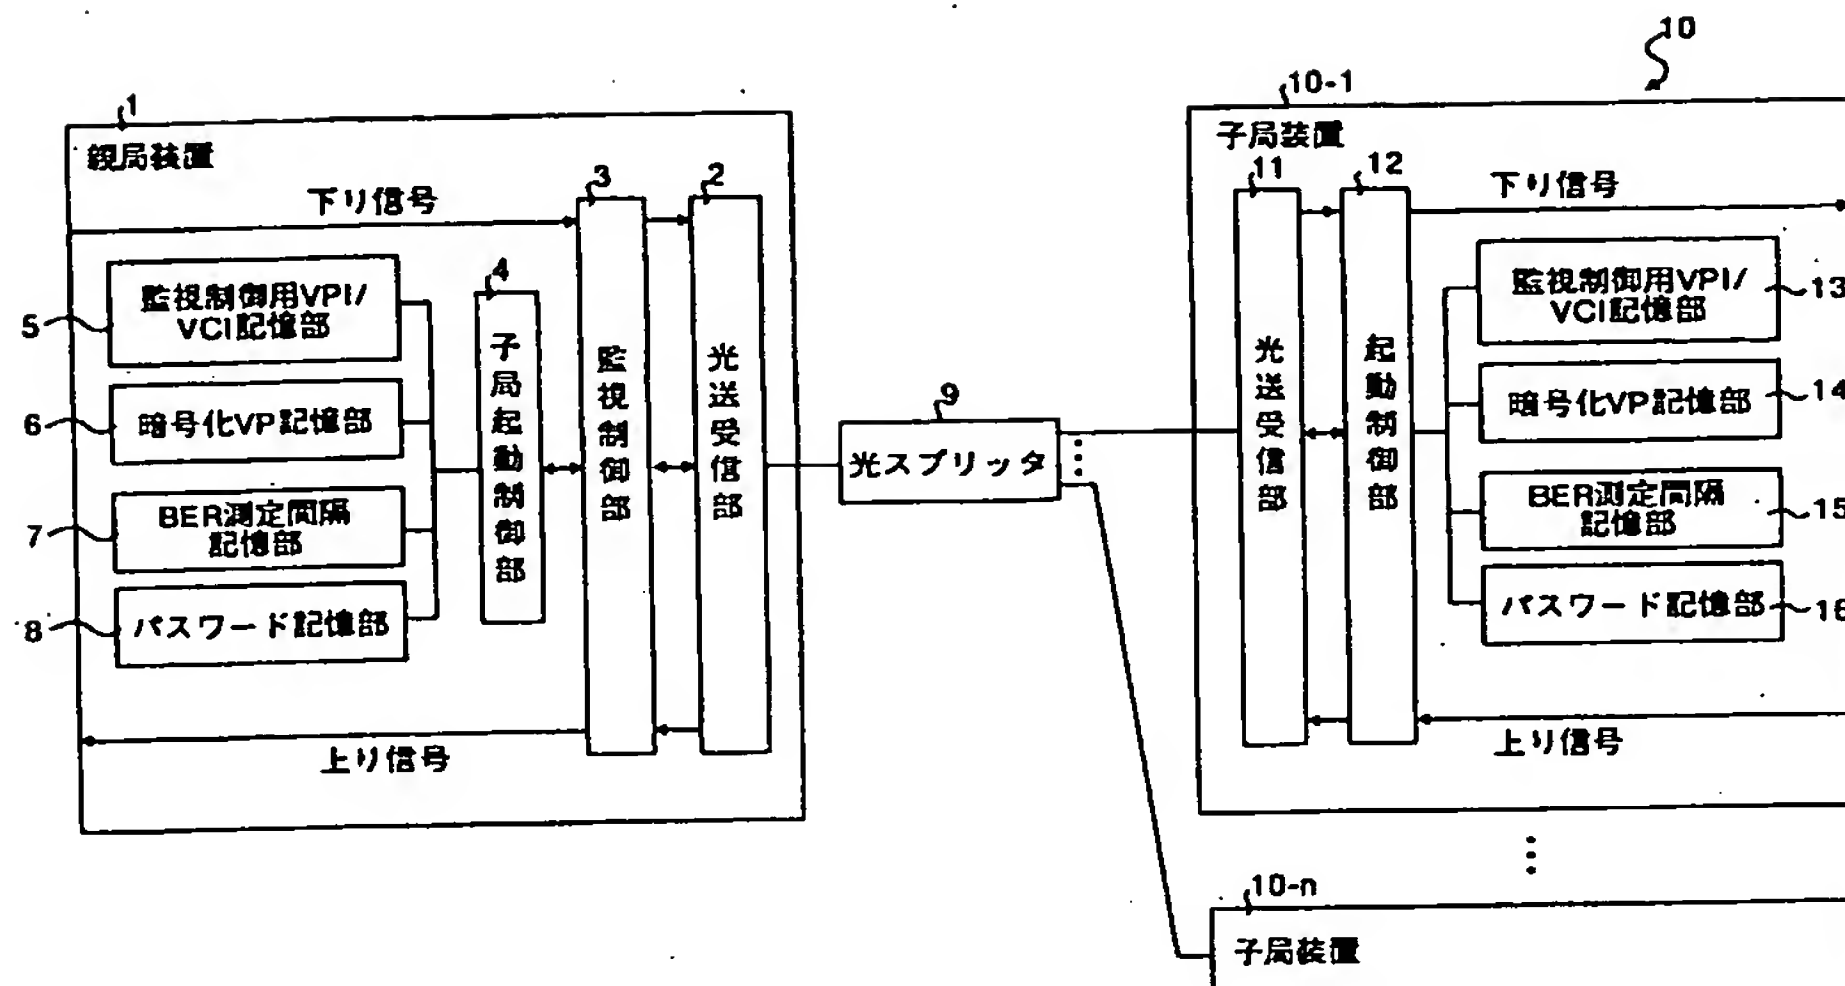 10
1
親局装置
下り信号
3
2
4
5
監視制御用VPI/
VCI記憶部
6
暗号化VP記憶部
7
BER測定間隔
記憶部
8
パスワード記憶部
子局起動制御部
監視制御部
光送受信部
上り信号
9
光スプリッタ
10-1
子局装置
11
12
下り信号
光送受信部
起動制御部
監視制御用VPI/
VCI記憶部
13
暗号化VP記憶部
14
BER測定間隔
記憶部
15
パスワード記憶部
16
上り信号
10-n
子局装置